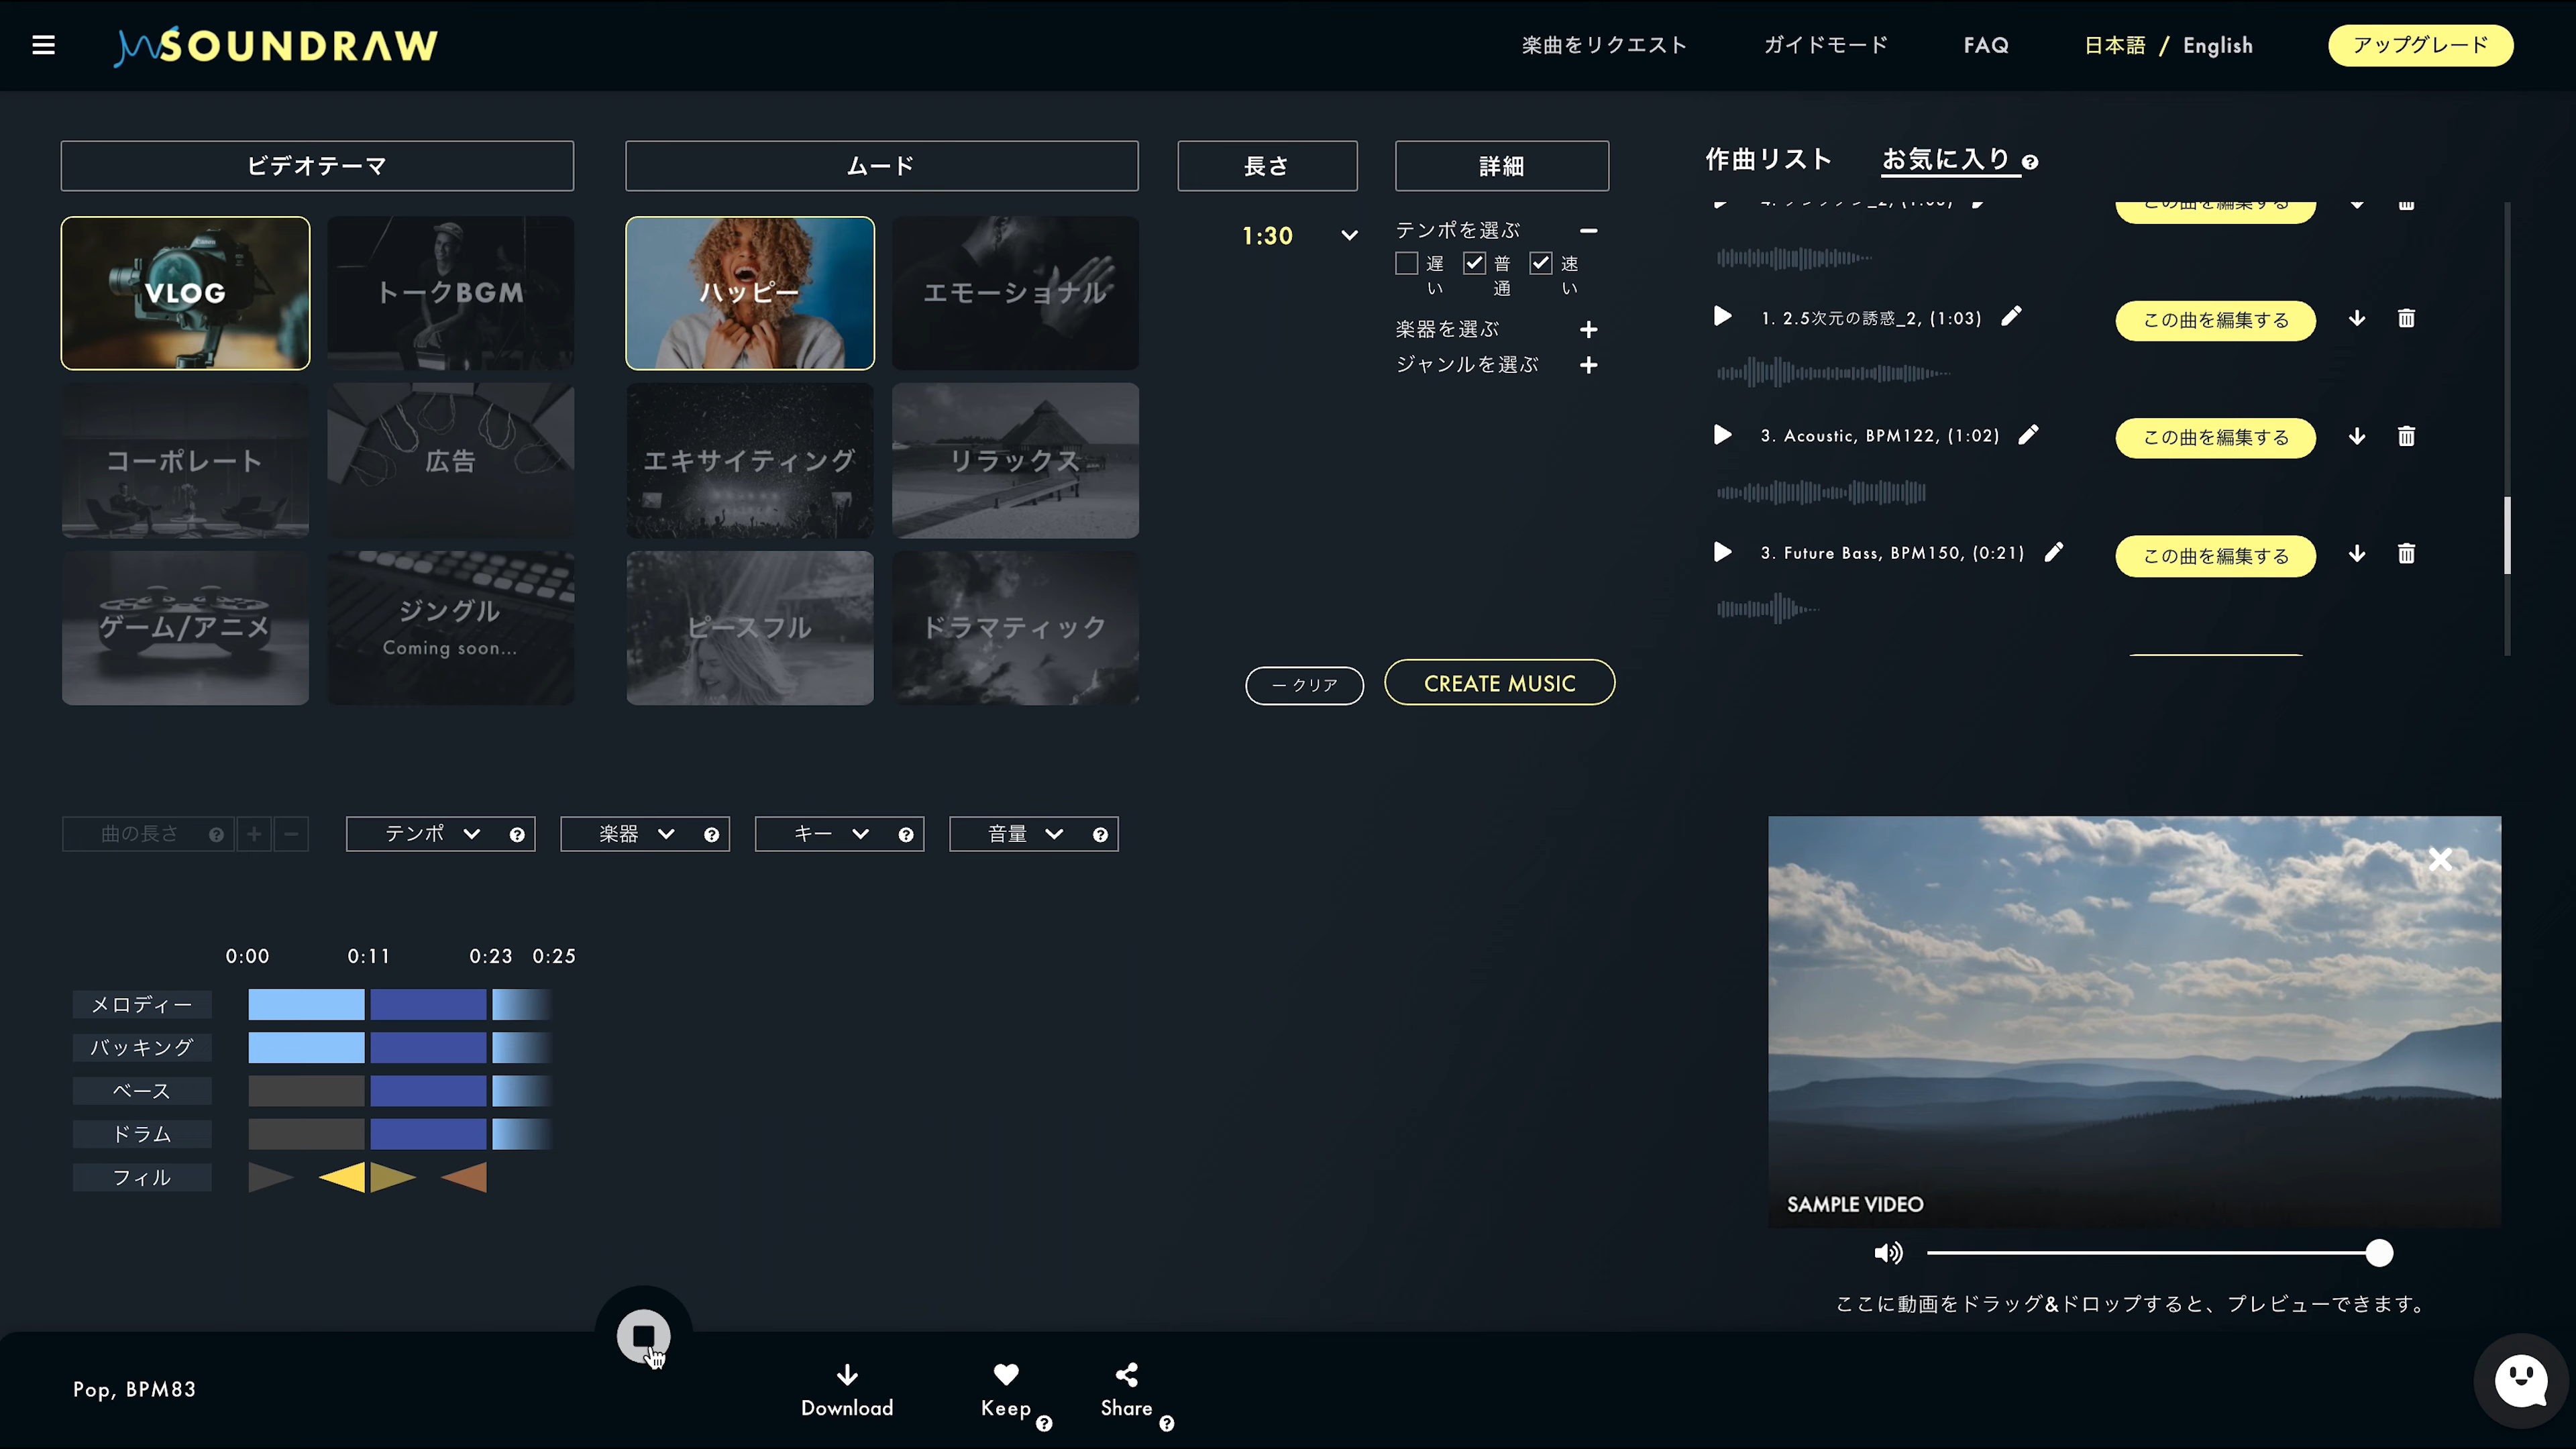 SOUNDRAW
楽曲をリクエスト
ガイドモード
FAQ
日本語 / English
アップグレード
ビデオテーマ
VLOG
トークBGM
コーポレート
広告
ゲーム/アニメ
ジングル
Coming soon...
ムード
ハッピー
エモーショナル
エキサイティング
リラックス
ピースフル
ドラマティック
長さ
1:30
詳細
テンポを選ぶ
遅い
普通
速い
楽器を選ぶ
ジャンルを選ぶ
ー クリア
CREATE MUSIC
作曲リスト
お気に入り
この曲を編集する
1. 2.5次元の誘惑_2, (1:03)
この曲を編集する
3. Acoustic, BPM122, (1:02)
この曲を編集する
3. Future Bass, BPM150, (0:21)
この曲を編集する
曲の長さ
テンポ
楽器
キー
音量
0:00
0:11
0:23
0:25
メロディー
バッキング
ベース
ドラム
フィル
Canon
SAMPLE VIDEO
ここに動画をドラッグ&ドロップすると、プレビューできます。
Pop, BPM83
Download
Keep
Share